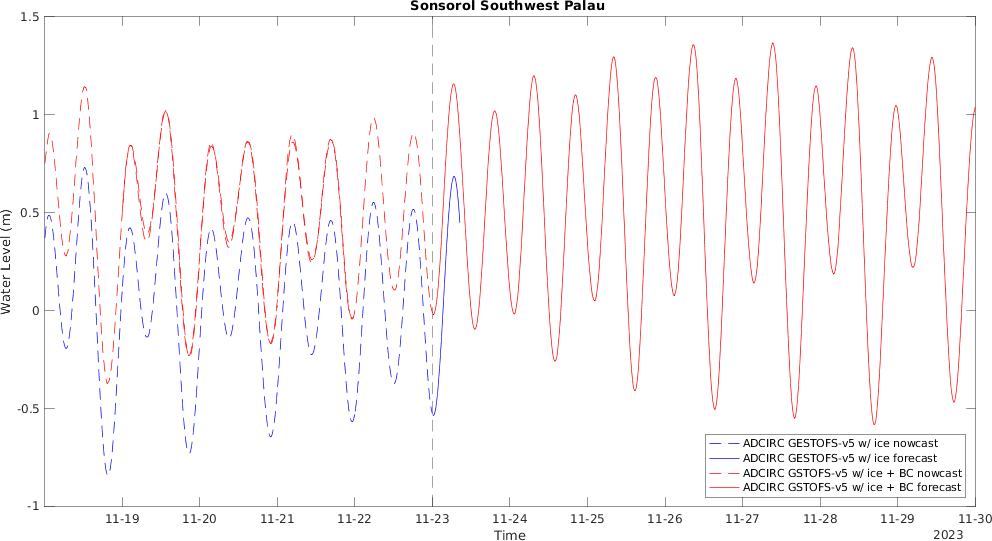 Sonsorol Southwest Palau
1.5
1
0.5
0
-0.5
-1
Water Level (m)
ADCIRC GESTOFS-v5 w/ ice nowcast
ADCIRC GESTOFS-v5 w/ ice forecast
ADCIRC GSTOFS-v5 w/ ice + BC nowcast
ADCIRC GSTOFS-v5 w/ ice + BC forecast
11-19 11-20 11-21 11-22 11-23 11-24 11-25 11-26 11-27 11-28 11-29 11-30
Time
2023